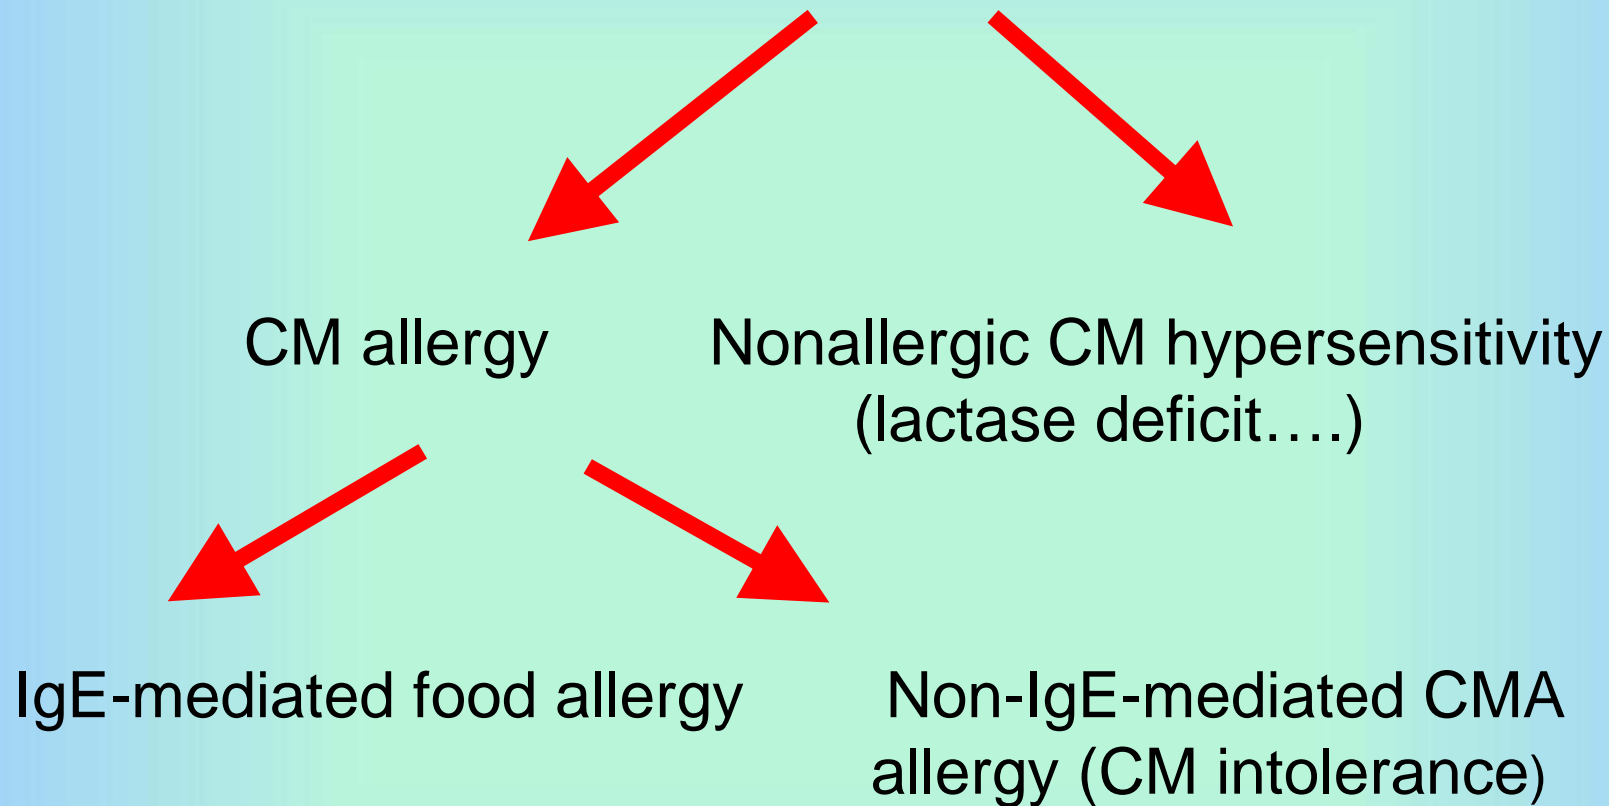 CM allergy
Nonallergic CM hypersensitivity
(lactase deficit….)
IgE-mediated food allergy
Non-IgE-mediated CMA
allergy (CM intolerance)